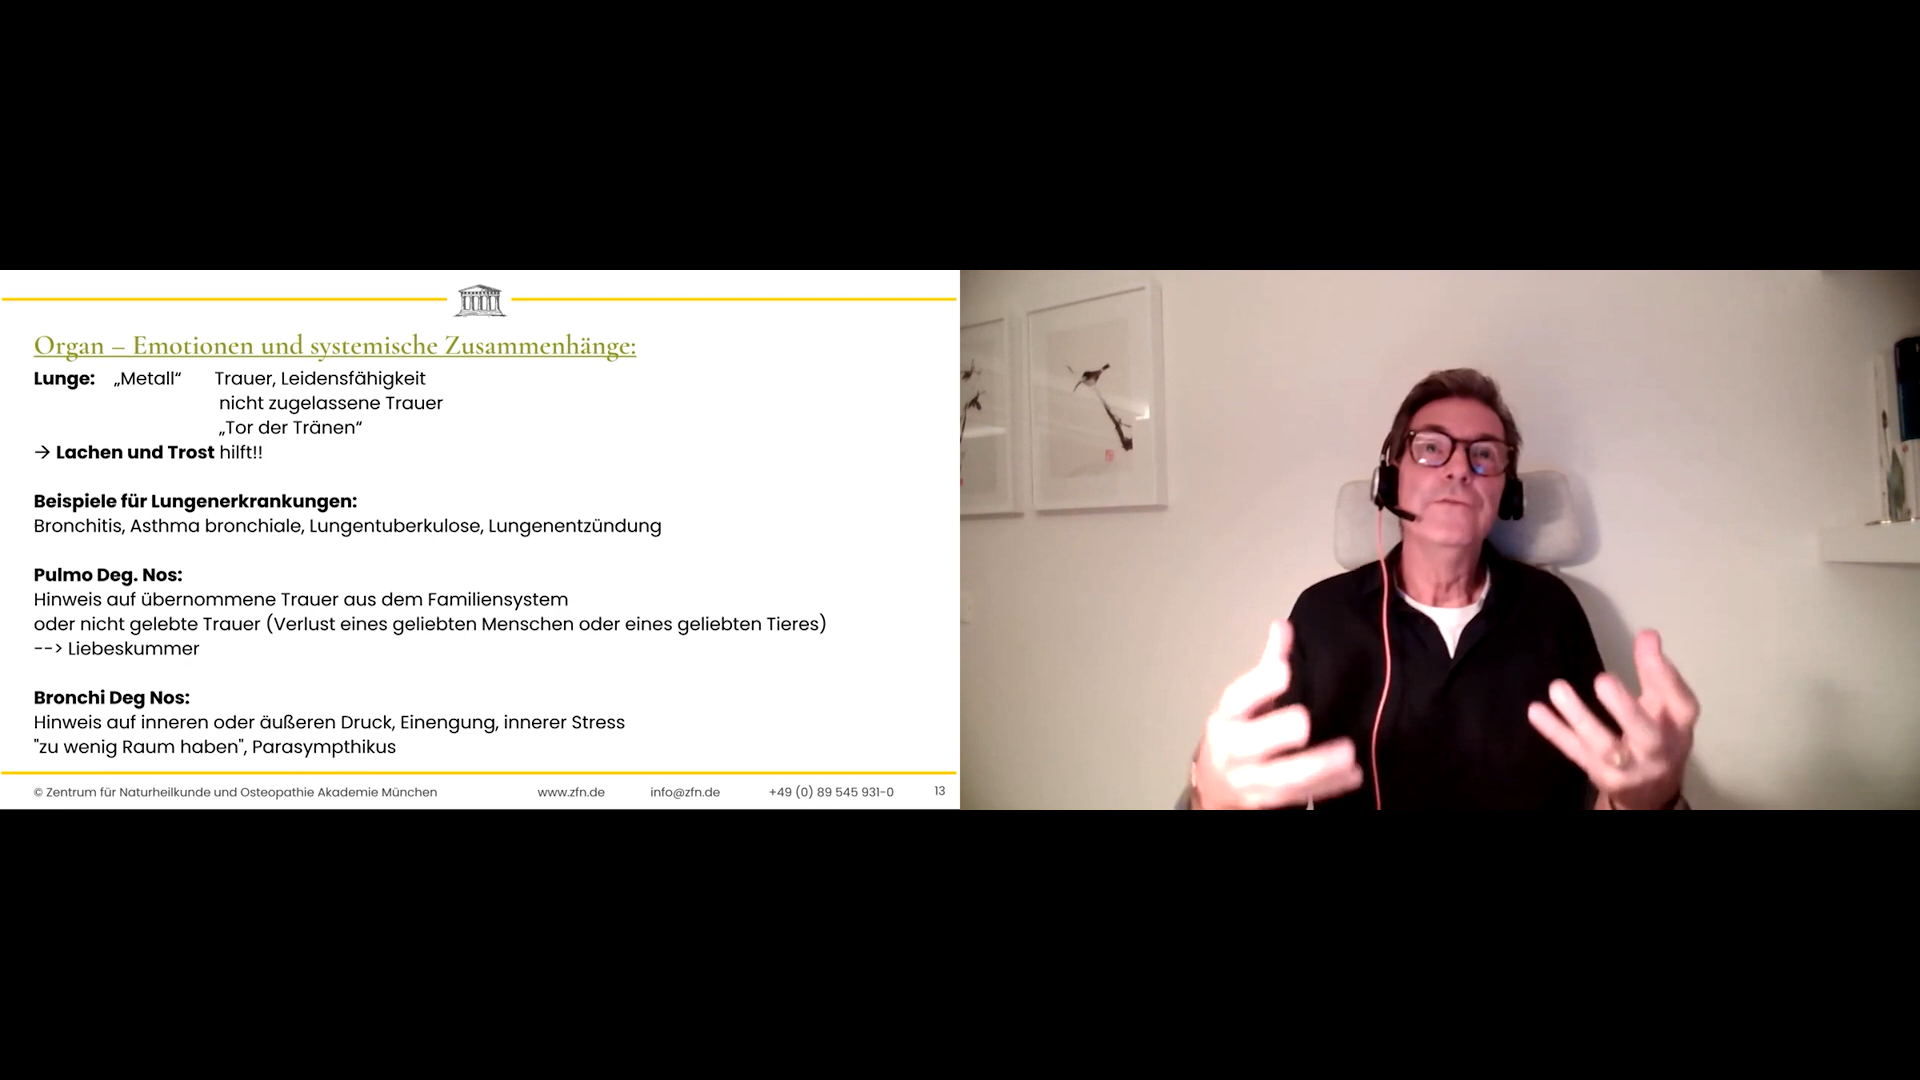 Organ – Emotionen und systemische Zusammenhänge:
Lunge: „Metall“ Trauer, Leidensfähigkeit
nicht zugelassene Trauer
„Tor der Tränen“
→ Lachen und Trost hilft!!
Beispiele für Lungenerkrankungen:
Bronchitis, Asthma bronchiale, Lungentuberkulose, Lungenentzündung
Pulmo Deg. Nos:
Hinweis auf übernommene Trauer aus dem Familiensystem
oder nicht gelebte Trauer (Verlust eines geliebten Menschen oder eines geliebten Tieres)
--> Liebeskummer
Bronchi Deg Nos:
Hinweis auf inneren oder äußeren Druck, Einengung, innerer Stress
"zu wenig Raum haben", Parasympthikus
© Zentrum für Naturheilkunde und Osteopathie Akademie München www.zfn.de info@zfn.de +49 (0) 89 545 931-0 13